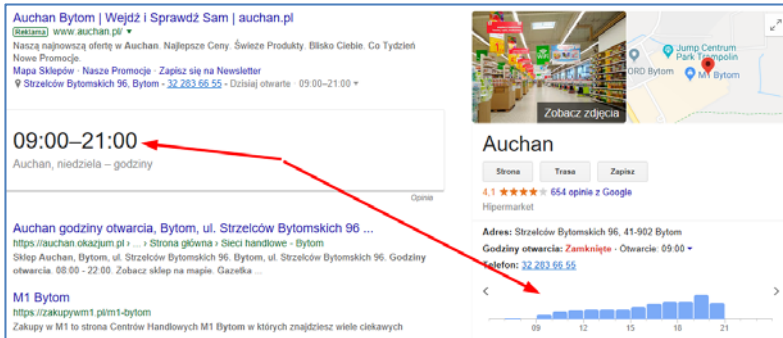 Auchan Bytom | Wejdź i Sprawdź Sam | auchan.pl
Reklama www.auchan.pl/
Naszą najnowszą ofertę w Auchan. Najlepsze Ceny. Świeże Produkty. Blisko Ciebie. Co Tydzień
Nowe Promocje.
Mapa Sklepów · Nasze Promocje · Zapisz się na Newsletter
Strzelców Bytomskich 96, Bytom - 32 283 66 55 - Dzisiaj otwarte · 09:00–21:00
09:00–21:00
Auchan, niedziela – godziny
Opinie
Auchan godziny otwarcia, Bytom, ul. Strzelców Bytomskich 96 ...
https://auchan.okazjum.pl › ... › Strona główna › Sieci handlowe - Bytom
Sklep Auchan, Bytom, ul. Strzelców Bytomskich 96. Bytom, ul. Strzelców Bytomskich 96. Godziny
otwarcia. 08:00 - 22:00. Zobacz sklep na mapie. Gazetka ...
M1 Bytom
https://zakupywm1.pl/m1-bytom
Zakupy w M1 to strona Centrów Handlowych M1 Bytom w których znajdziesz wiele ciekawych
Zobacz zdjęcia
Jump Centrum
Park Trampolin
ORD Bytom
M1 Bytom
Auchan
Strona Trasa Zapisz
4,1 ★★★★★ 654 opinie z Google
Hipermarket
Adres: Strzelców Bytomskich 96, 41-902 Bytom
Godziny otwarcia: Zamknięte · Otwarcie: 09:00
Telefon: 32 283 66 55
09 12 15 18 21